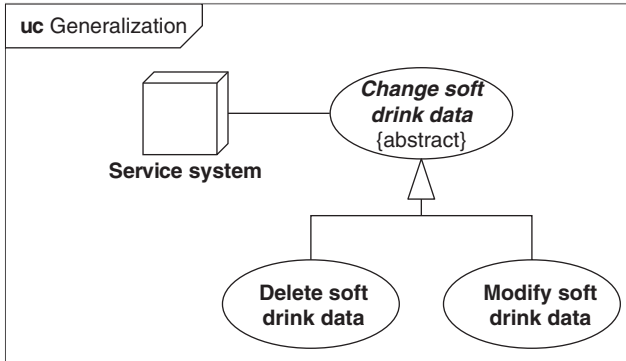 uc Generalization
Change soft
drink data
{abstract}
Service system
Delete soft
drink data
Modify soft
drink data